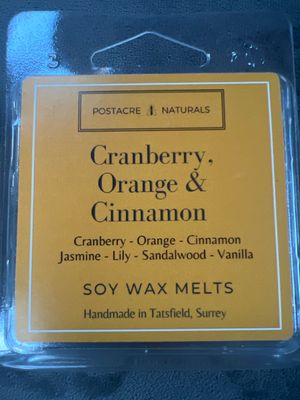 POSTACRE NATURALS
Cranberry,
Orange &
Cinnamon
Cranberry - Orange - Cinnamon
Jasmine - Lily - Sandalwood - Vanilla
SOY WAX MELTS
Handmade in Tatsfield, Surrey